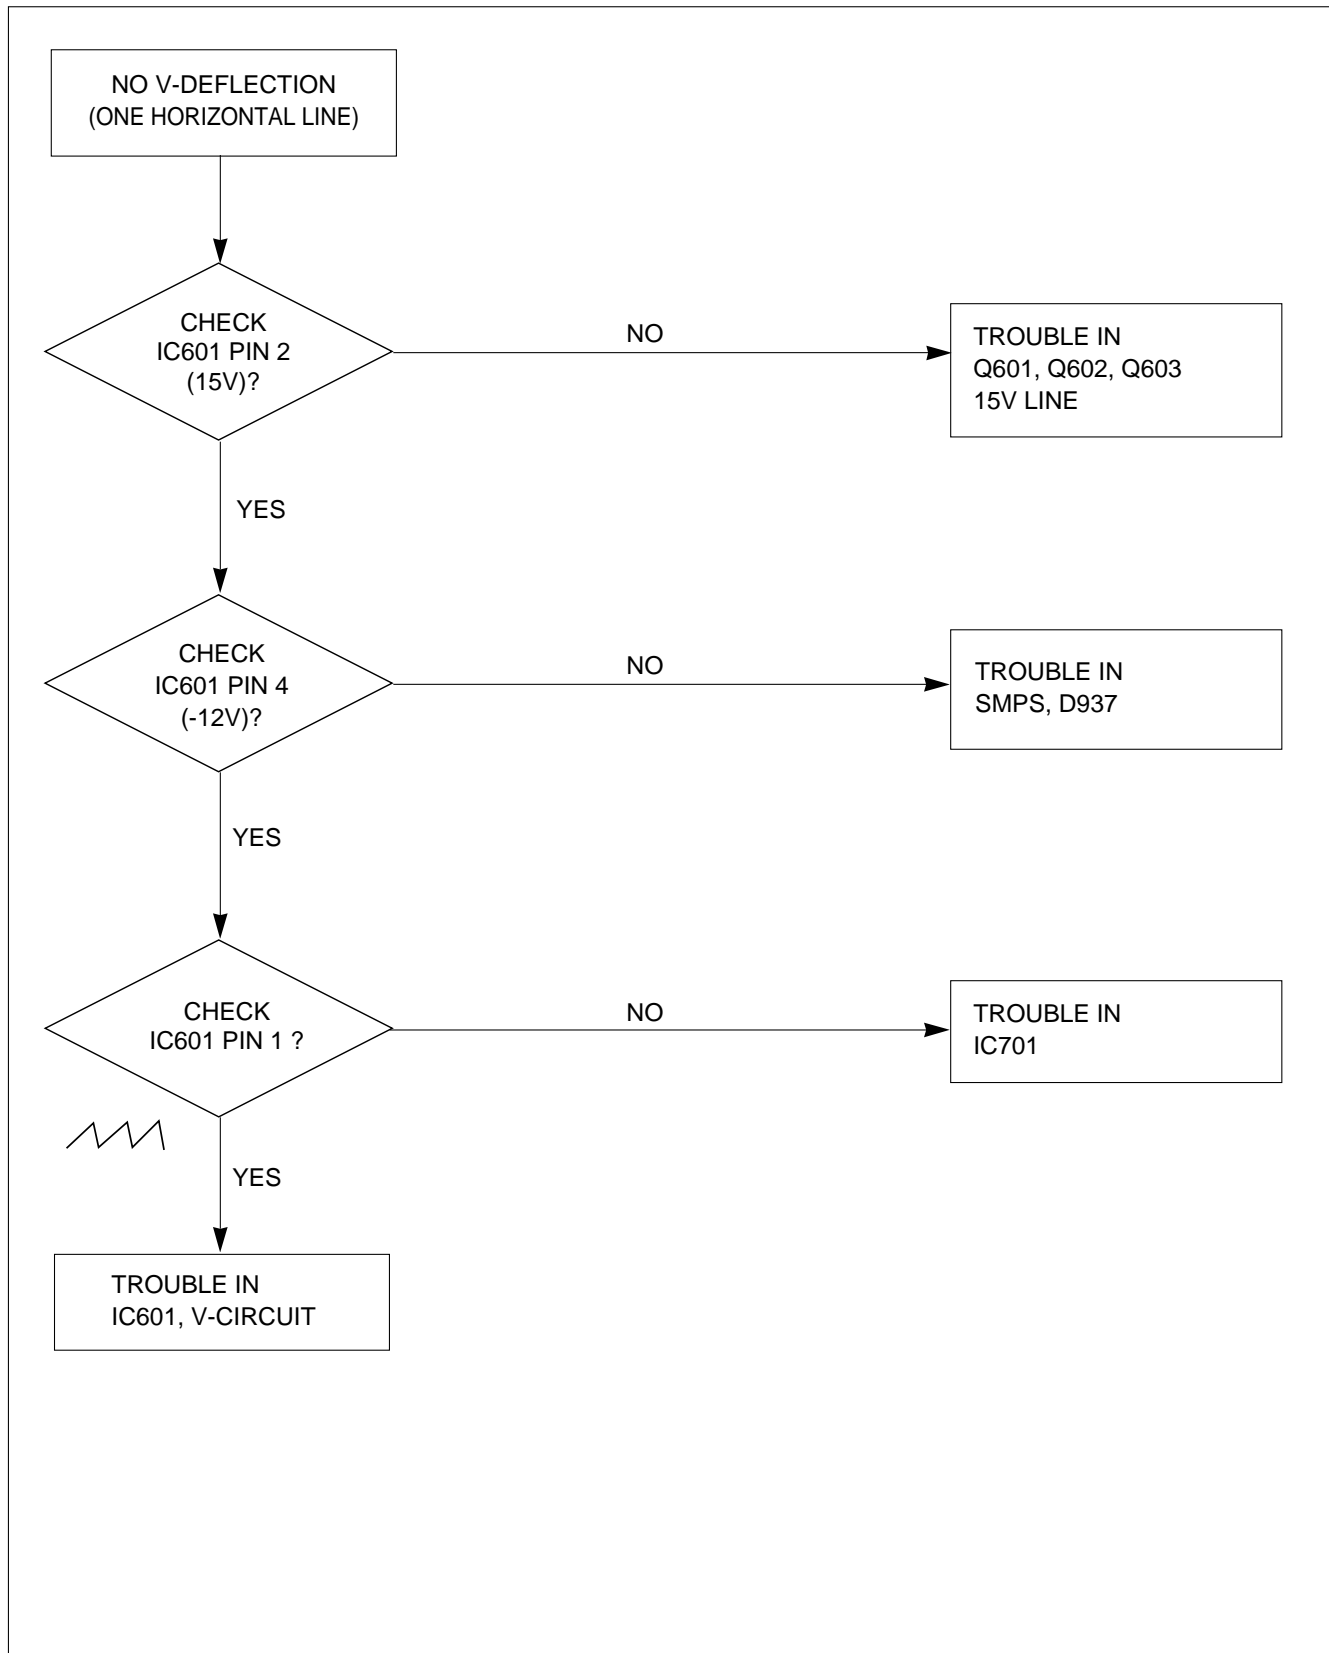 NO V-DEFLECTION
(ONE HORIZONTAL LINE)
CHECK
IC601 PIN 2
(15V)?
NO
TROUBLE IN
Q601, Q602, Q603
15V LINE
YES
CHECK
IC601 PIN 4
(-12V)?
NO
TROUBLE IN
SMPS, D937
YES
CHECK
IC601 PIN 1 ?
NO
TROUBLE IN
IC701
YES
TROUBLE IN
IC601, V-CIRCUIT